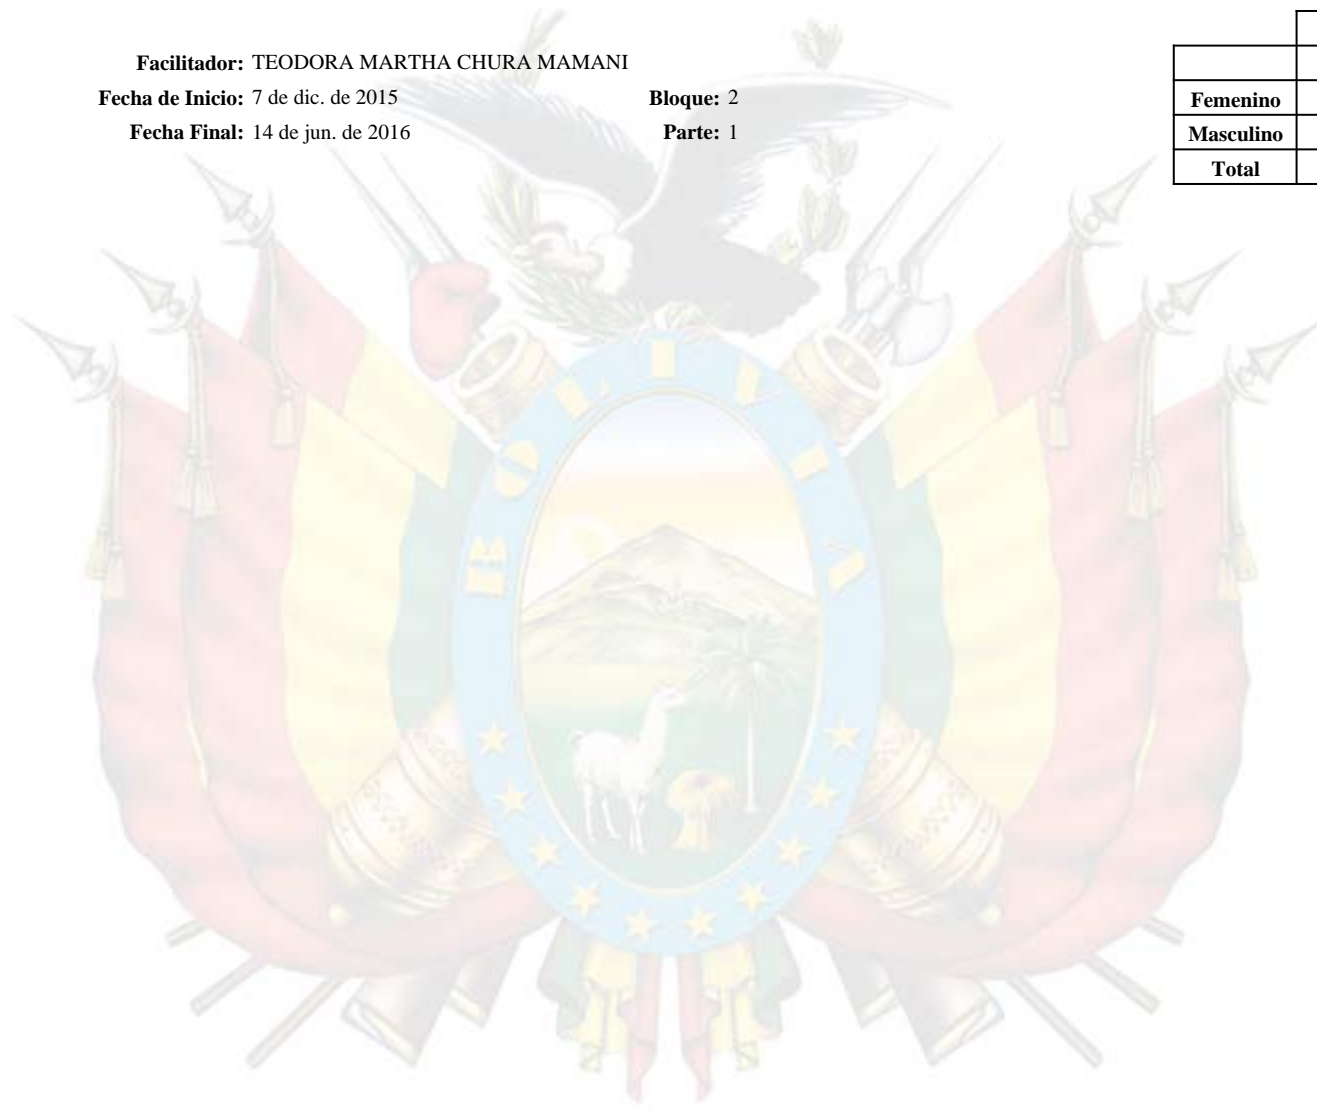 Facilitador: TEODORA MARTHA CHURA MAMANI
Fecha de Inicio: 7 de dic. de 2015 Bloque: 2
Fecha Final: 14 de jun. de 2016 Parte: 1
Femenino
Masculino
Total
BOLIVIA